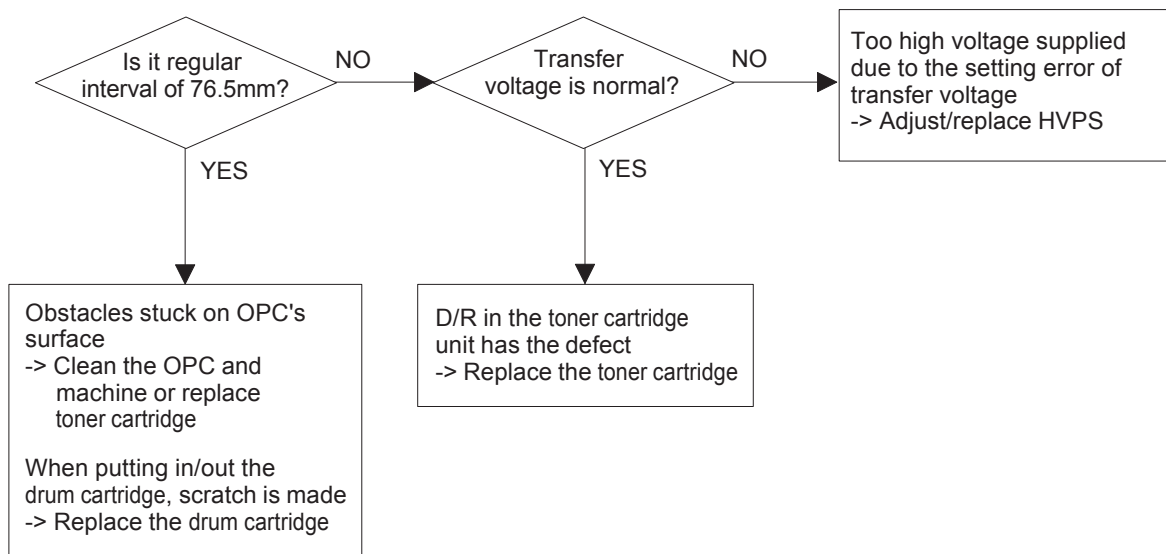 Is it regular
interval of 76.5mm?
NO
YES
Transfer
voltage is normal?
NO
YES
Too high voltage supplied
due to the setting error of
transfer voltage
-> Adjust/replace HVPS
Obstacles stuck on OPC's
surface
-> Clean the OPC and
machine or replace
toner cartridge
When putting in/out the
drum cartridge, scratch is made
-> Replace the drum cartridge
D/R in the toner cartridge
unit has the defect
-> Replace the toner cartridge